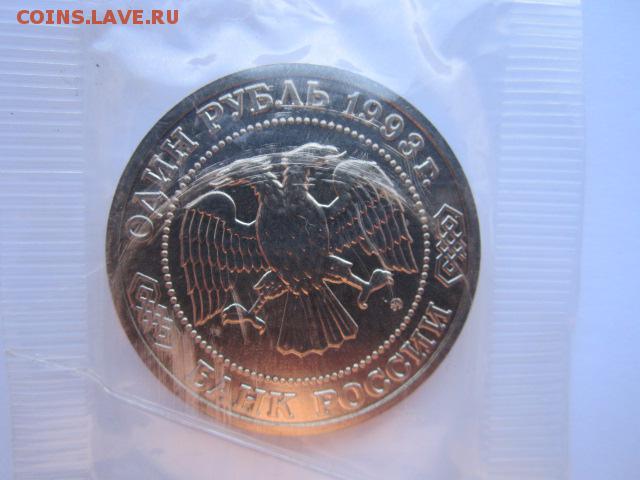 COINS.LAVE.RU
ОДИН РУБЛЬ 1993 г.
БАНК РОССИИ